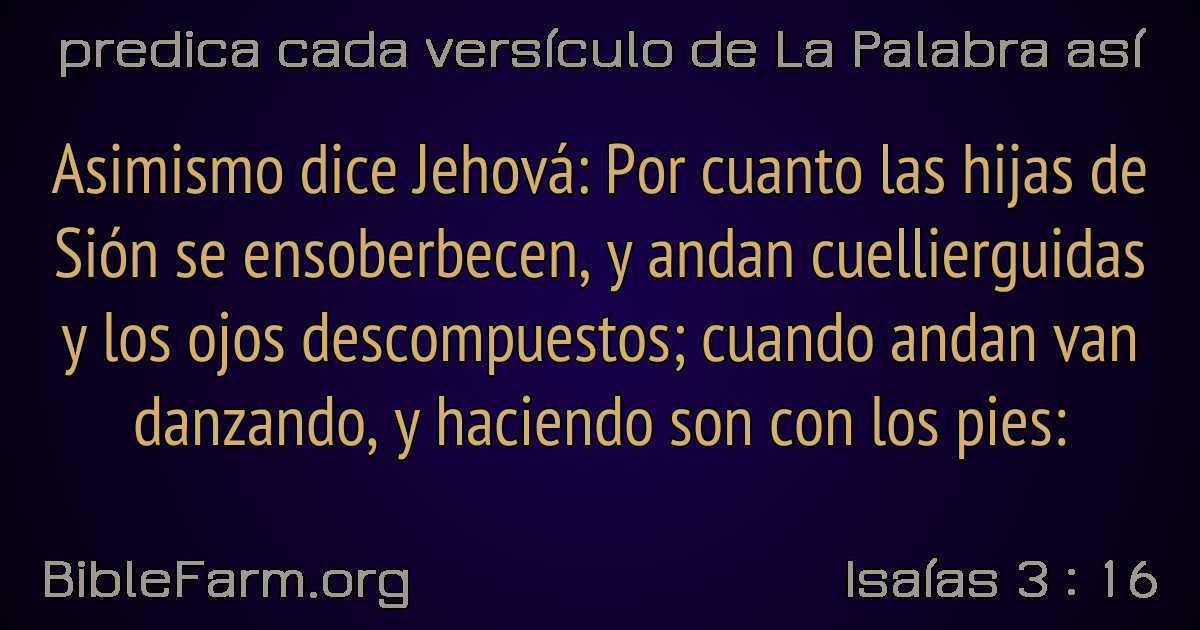 predica cada versículo de La Palabra así
Asimismo dice Jehová: Por cuanto las hijas de
Sión se ensoberbecen, y andan cuellierguidas
y los ojos descompuestos; cuando andan van
danzando, y haciendo son con los pies:
BibleFarm.org
Isaías 3 : 16